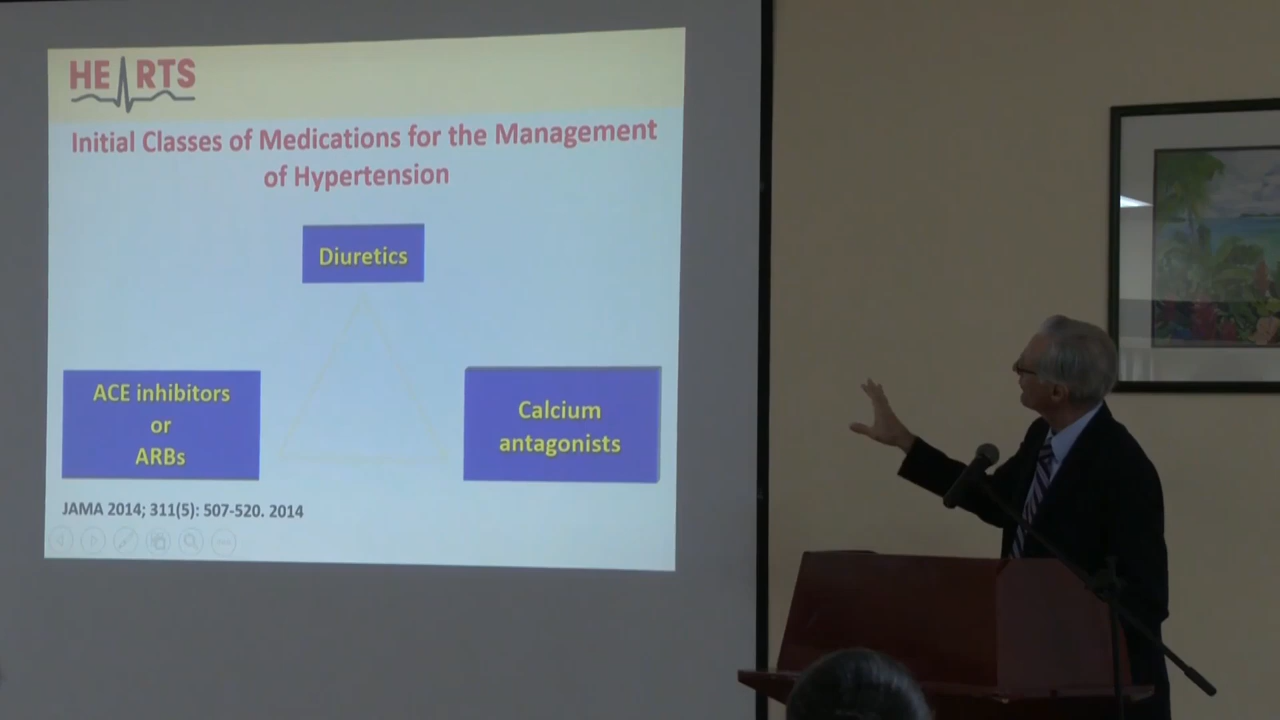 HEARTS
Initial Classes of Medications for the Management
of Hypertension
Diuretics
ACE inhibitors
or
ARBs
Calcium
antagonists
JAMA 2014; 311(5): 507-520. 2014